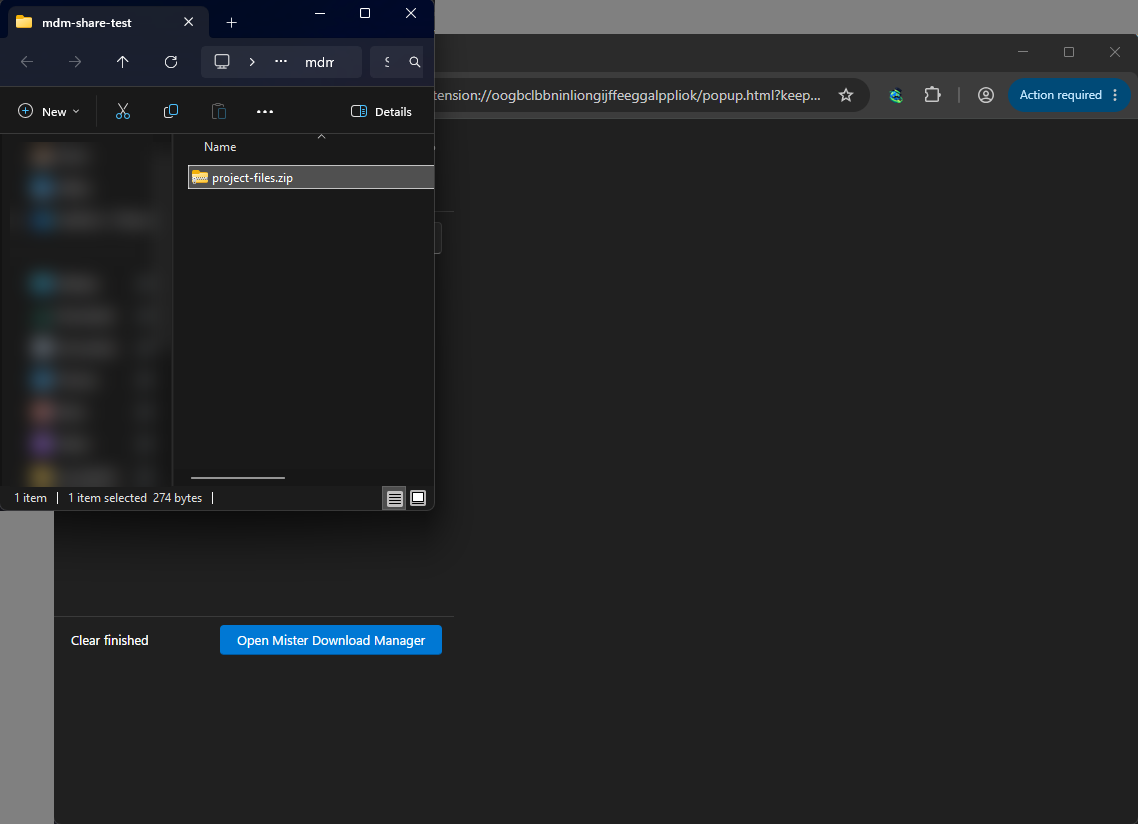 mdm-share-test
mdm
tension://oogbclbbninliongijffeeggalppliok/popup.html?keep...
Action required
New
Details
Name
project-files.zip
1 item
1 item selected 274 bytes
Clear finished
Open Mister Download Manager